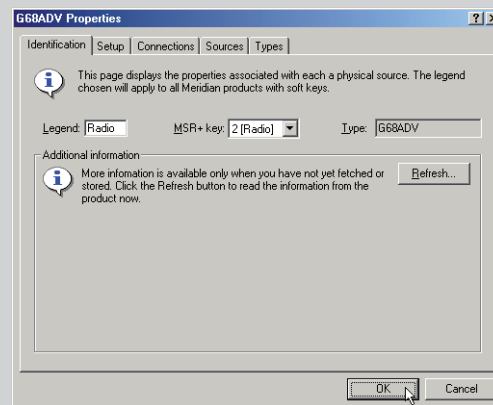 G68ADV Properties
Identification Setup Connections Sources Types
This page displays the properties associated with each a physical source. The legend
chosen will apply to all Meridian products with soft keys.
Legend: Radio MSR+ key: 2 [Radio] Type: G68ADV
Additional information
More infomation is available only when you have not yet fetched or
stored. Click the Refresh button to read the information from the
product now.
Refresh...
OK Cancel